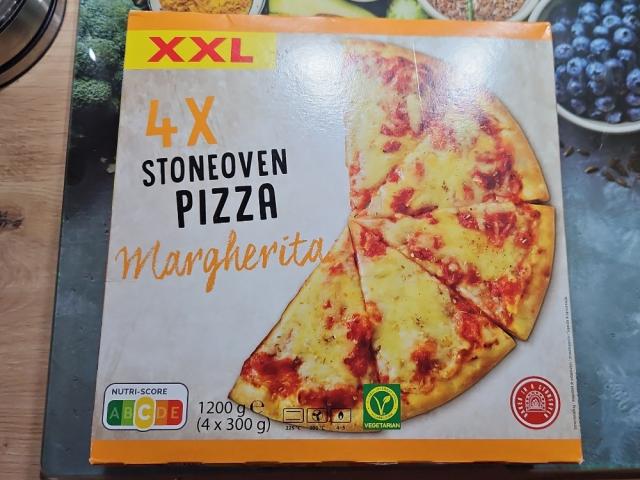 XXL
4X
STONEOVEN
PIZZA
Margherita
NUTRI-SCORE
A B C D E
1200 g e
(4 x 300 g)
VEGETARIAN